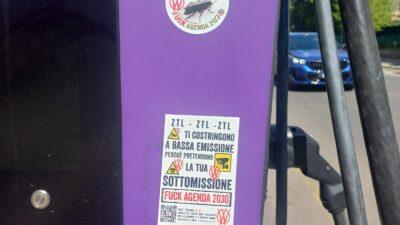 FUCK AGENDA 2030
ZTL - ZTL - ZTL
TI COSTRINGONO
A BASSA EMISSIONE
PERCHÉ PRETENDONO
LA TUA
SOTTOMISSIONE
FUCK AGENDA 2030